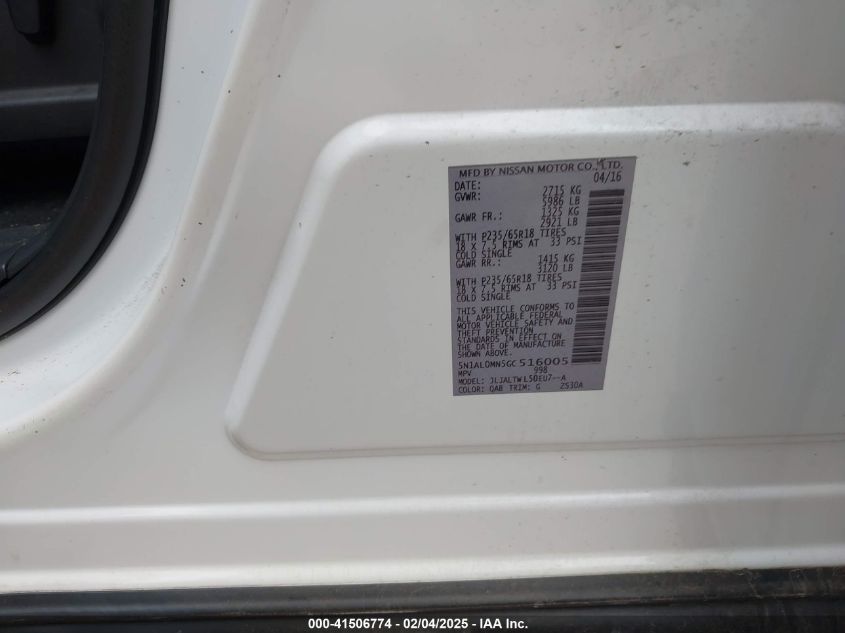 MFD BY NISSAN MOTOR CO., LTD.
DATE: 04/16
GVWR: 2715 KG
5986 LB
GAWR FR.: 1325 KG
2921 LB
WITH P235/65R18 TIRES
18 X 7.5 RIMS AT 33 PSI
COLD SINGLE
GAWR RR.: 1415 KG
3120 LB
WITH P235/65R18 TIRES
18 X 7.5 RIMS AT 33 PSI
COLD SINGLE
THIS VEHICLE CONFORMS TO
ALL APPLICABLE FEDERAL
MOTOR VEHICLE SAFETY AND
THEFT PREVENTION
STANDARDS IN EFFECT ON
DATE OF MANUFACTURE
5N1AL0MN5GC516005
MPV 998
MODEL: JLJALTWL50EU7--A
COLOR: QAB TRIM: G 2530A
000-41506774 - 02/04/2025 - IAA, Inc.